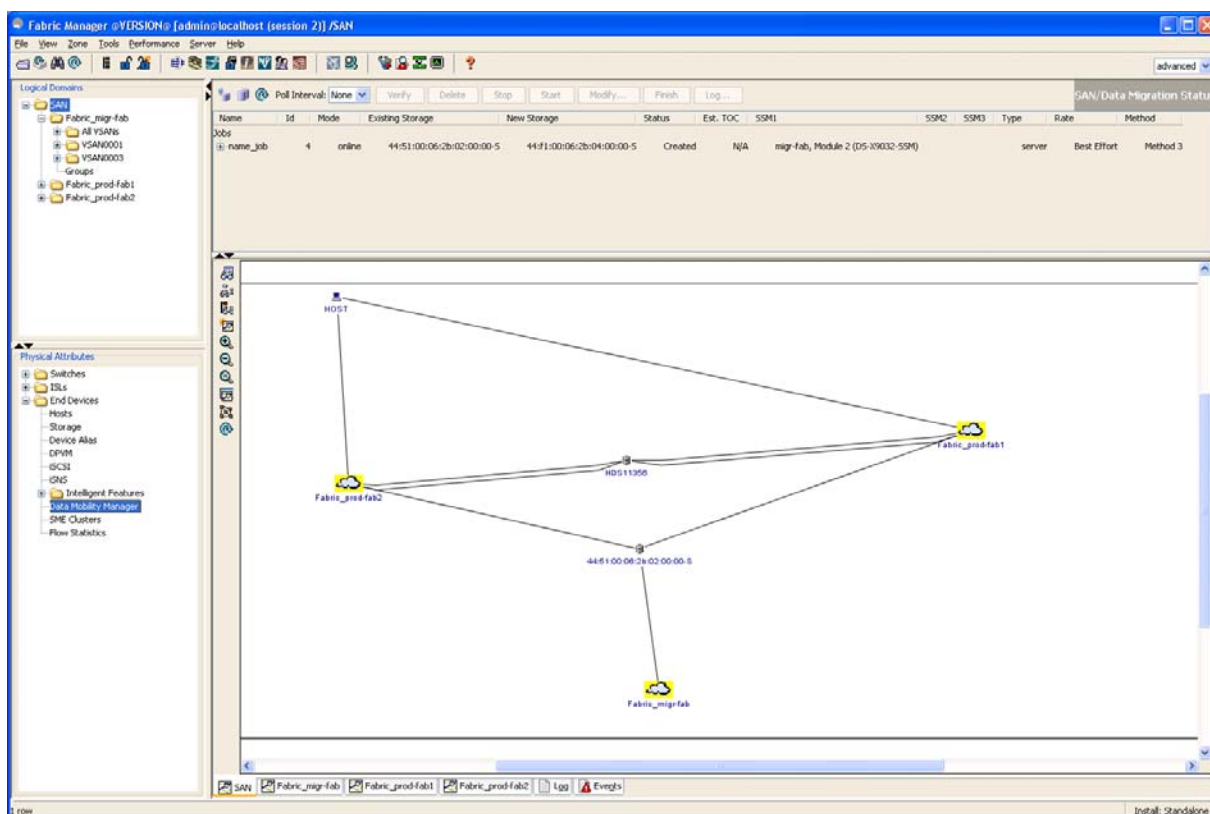 Fabric Manager @VERSION@ [admin@localhost (session 2)] /SAN
File View Zone Tools Performance Server Help
advanced
Logical Domains
SAN
Fabric_migr-fab
All VSANs
VSAN0001
VSAN0003
Groups
Fabric_prod-fab1
Fabric_prod-fab2
Poll Interval: None Verify Delete Stop Start Modify... Finish Log...
SAN/Data Migration Statu
Name Id Mode Existing Storage New Storage Status Est. TOC SSM1 SSM2 SSM3 Type Rate Method
Jobs
name_job 4 online 44:51:00:06:2b:02:00:00-S 44:f1:00:06:2b:04:00:00-S Created N/A migr-fab, Module 2 (DS-X9032-SSM) server Best Effort Method 3
Physical Attributes
Switches
ISLs
End Devices
Hosts
Storage
Device Alias
DPVM
iSCSI
iSNS
Intelligent Features
Data Mobility Manager
SME Clusters
Flow Statistics
HOST
Fabric_prod-fab1
HDS11356
Fabric_prod-fab2
44:51:00:06:2b:02:00:00-S
Fabric_migr-fab
SAN Fabric_migr-fab Fabric_prod-fab1 Fabric_prod-fab2 Log Events
1 row
Install: Standalone